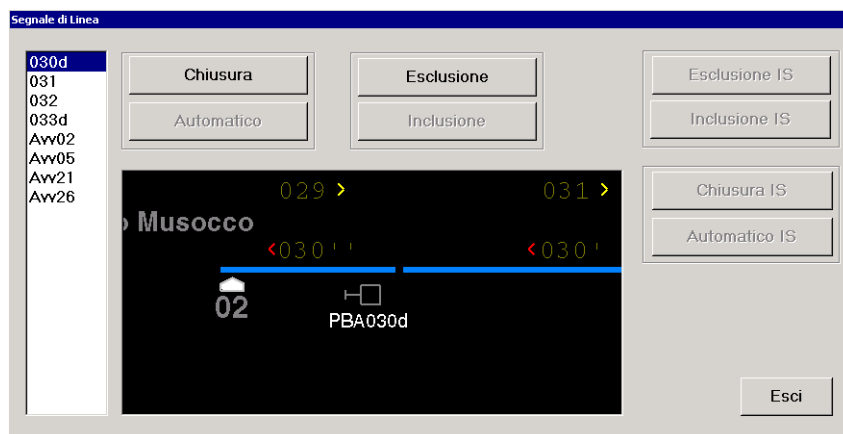 Segnale di Linea
030d
031
032
033d
Avv02
Avv05
Avv21
Avv26
Chiusura
Automatico
Esclusione
Inclusione
Esclusione IS
Inclusione IS
Chiusura IS
Automatico IS
029 > 031 >
o Musocco
<030'' <030'
02
PBA030d
Esci